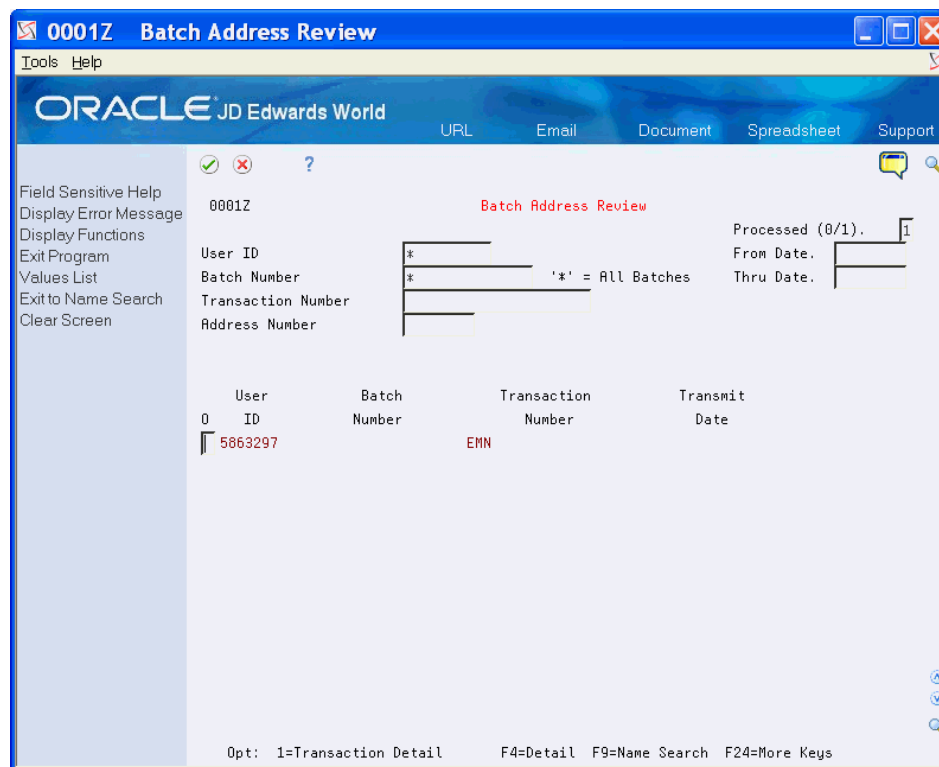 0001Z Batch Address Review
Tools Help
ORACLE JD Edwards World
URL Email Document Spreadsheet Support
?
Field Sensitive Help
Display Error Message
Display Functions
Exit Program
Values List
Exit to Name Search
Clear Screen
0001Z Batch Address Review
Processed (0/1). 1
User ID * From Date.
Batch Number * '*' = All Batches Thru Date.
Transaction Number
Address Number
User Batch Transaction Transmit
O ID Number Number Date
5863297 EMN
Opt: 1=Transaction Detail F4=Detail F9=Name Search F24=More Keys